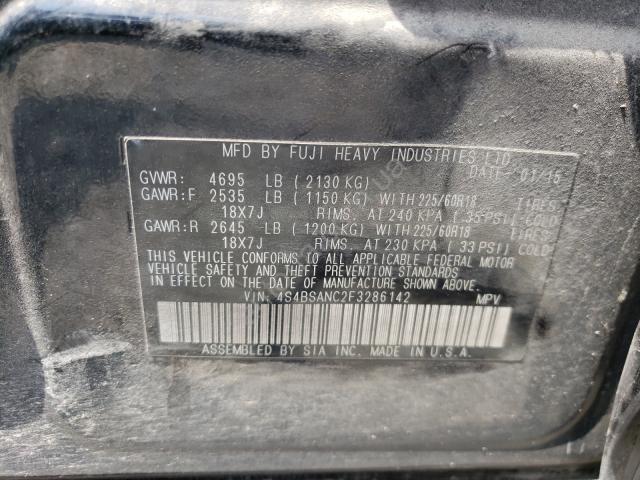 MFD BY FUJI HEAVY INDUSTRIES LTD
DATE 01/15
GVWR: 4695 LB (2130 KG)
GAWR:F 2535 LB (1150 KG) WITH 225/60R18 TIRES
18X7J RIMS. AT 240 KPA (35 PSI) COLD
GAWR:R 2645 LB (1200 KG) WITH 225/60R18 TIRES
18X7J RIMS. AT 230 KPA (33 PSI) COLD
THIS VEHICLE CONFORMS TO ALL APPLICABLE FEDERAL MOTOR
VEHICLE SAFETY AND THEFT PREVENTION STANDARDS
IN EFFECT ON THE DATE OF MANUFACTURE SHOWN ABOVE.
VIN: 4S4BSANC2F3286142 MPV
ASSEMBLED BY SIA INC. MADE IN U.S.A.